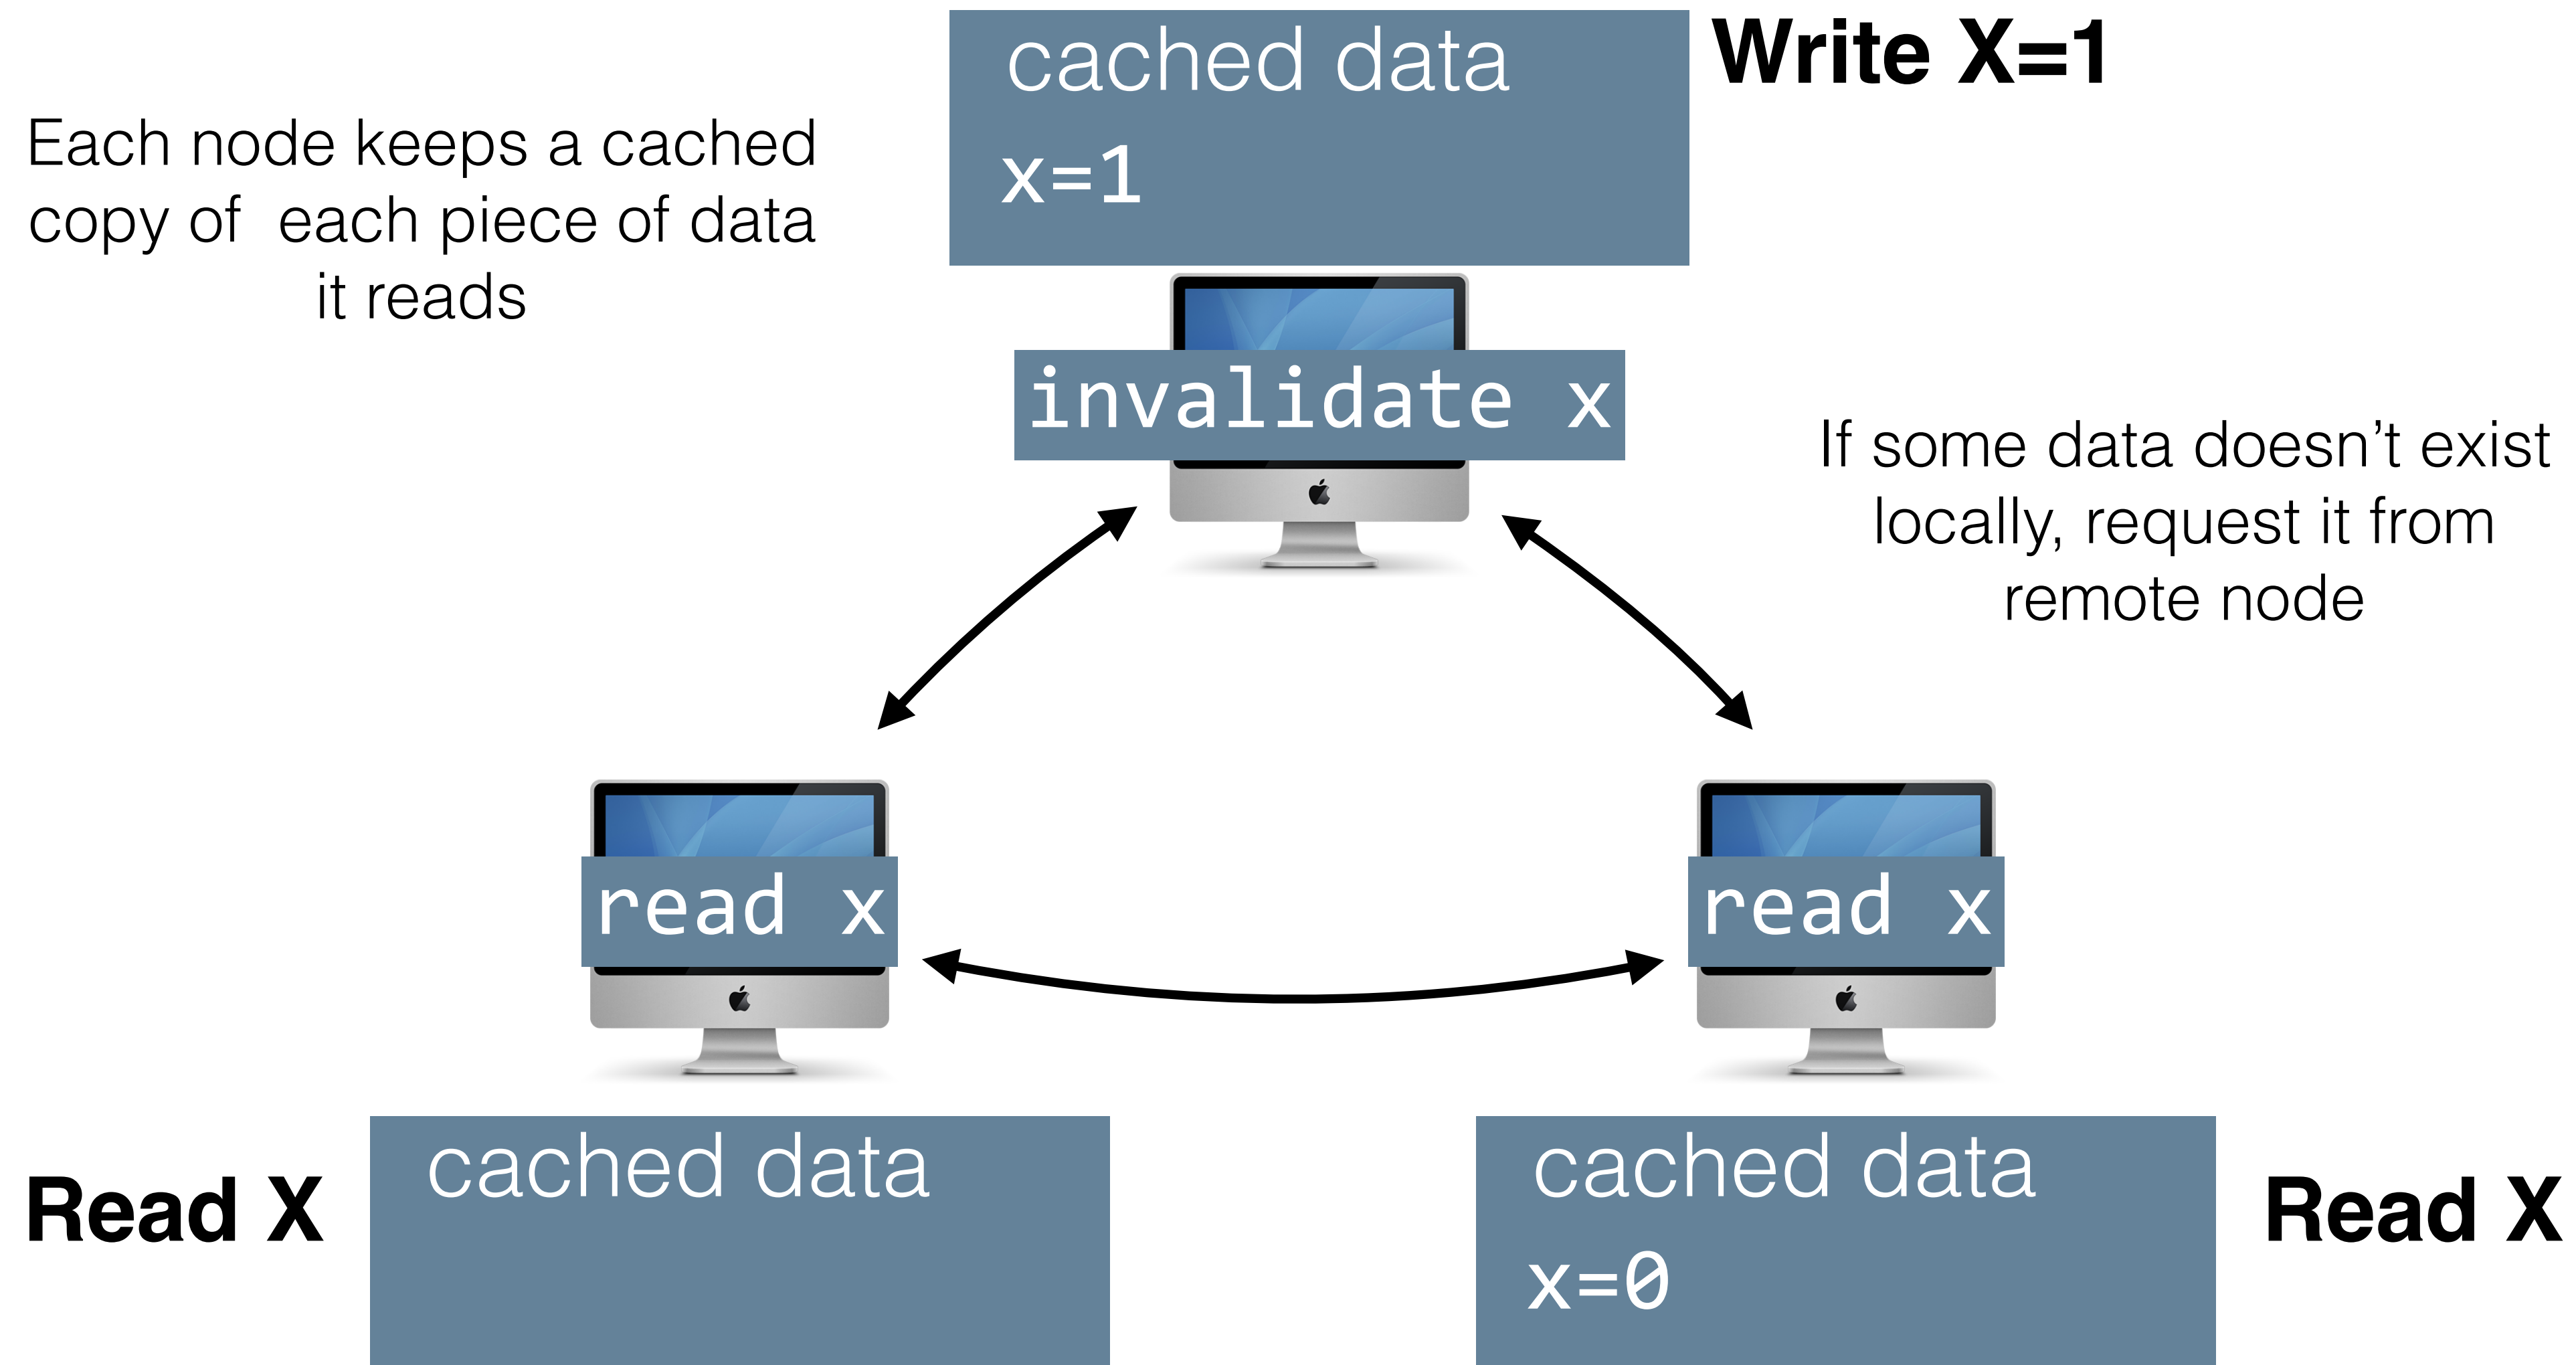 cached data
x=1
Write X=1
Each node keeps a cached
copy of  each piece of data
it reads
invalidate x
If some data doesn’t exist
locally, request it from
remote node
read x
read x
Read X
cached data
cached data
x=0
Read X